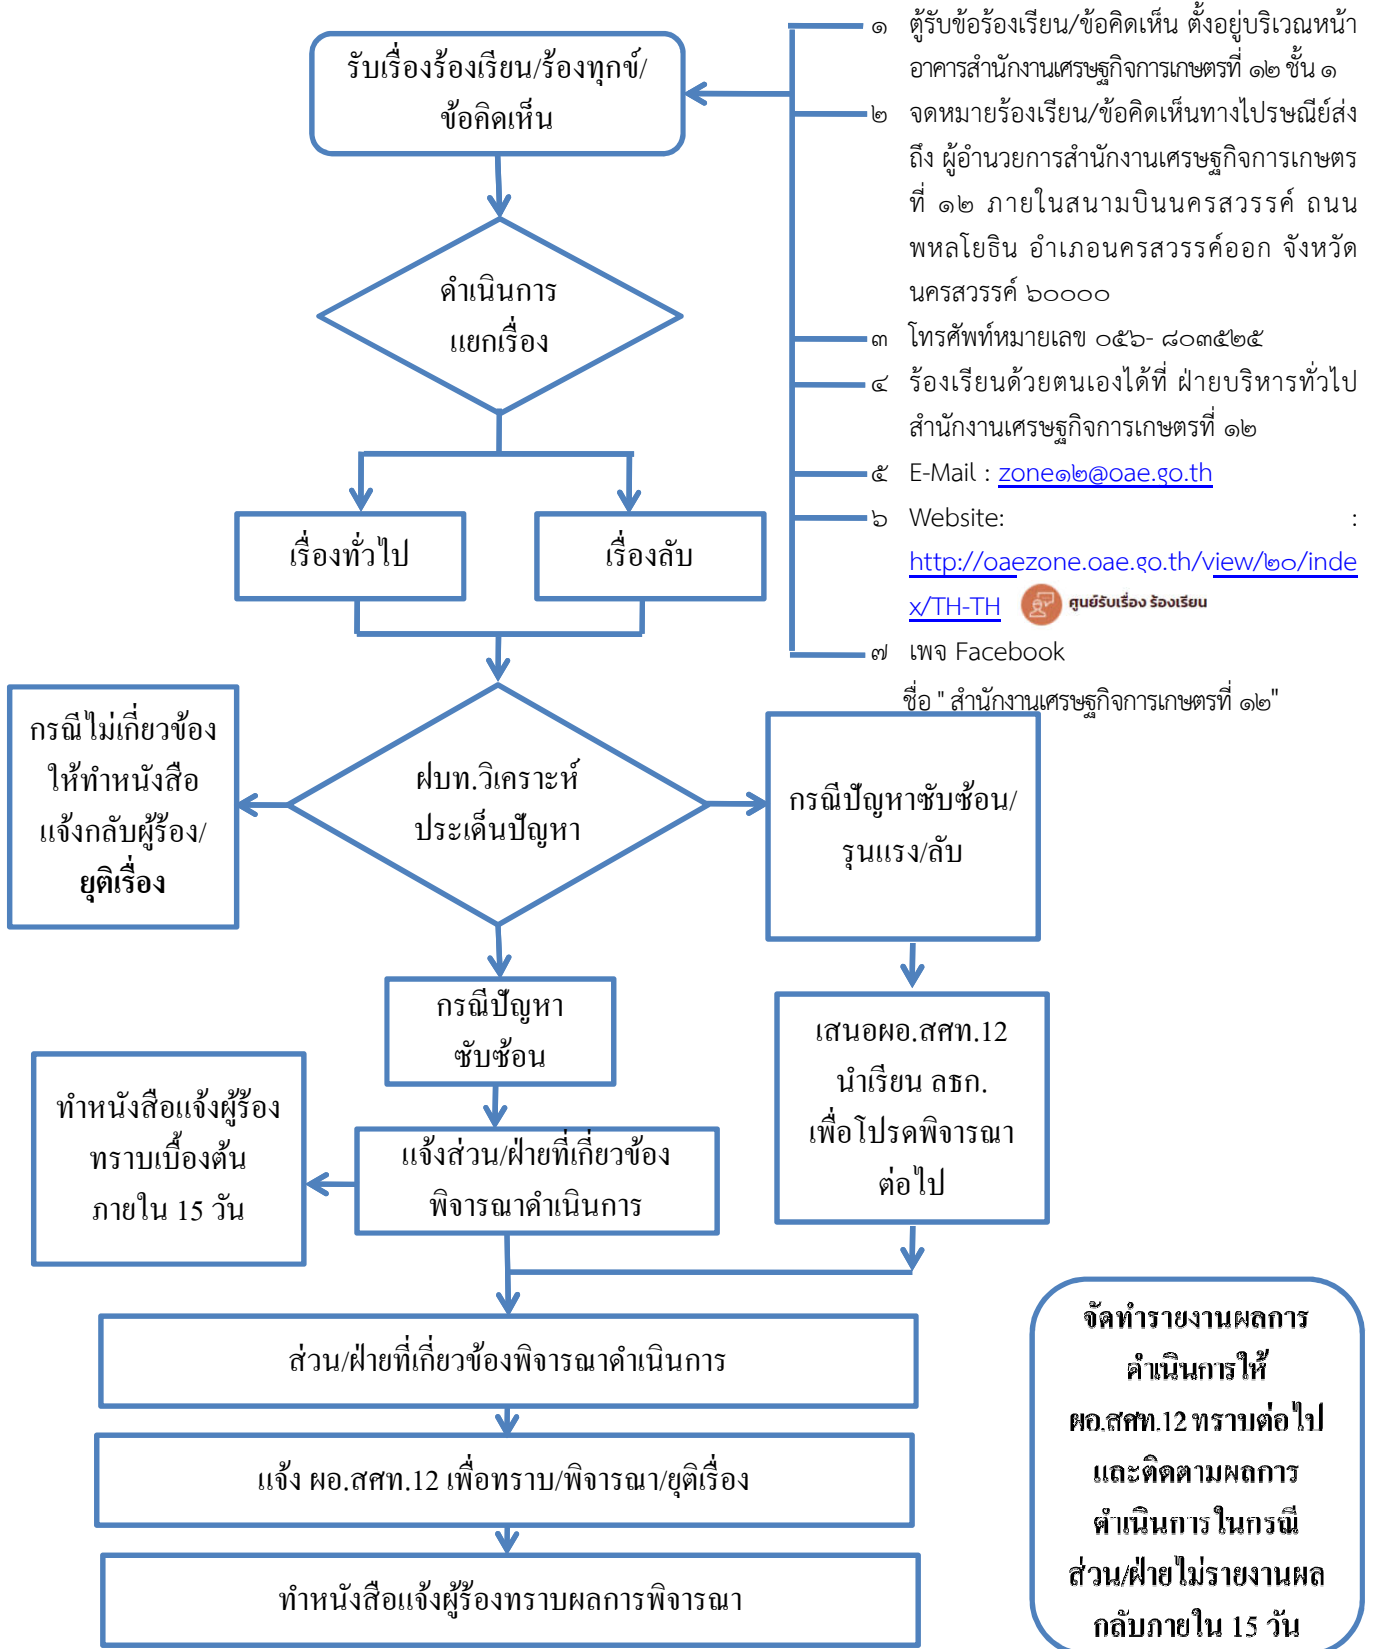 รับเรื่องร้องเรียน/ร้องทุกข์/
ข้อคิดเห็น
๑ ตู้รับข้อร้องเรียน/ข้อคิดเห็น ตั้งอยู่บริเวณหน้า
อาคารสำนักงานเศรษฐกิจการเกษตรที่ ๑๒ ชั้น ๑
๒ จดหมายร้องเรียน/ข้อคิดเห็นทางไปรษณีย์ส่ง
ถึง ผู้อำนวยการสำนักงานเศรษฐกิจการเกษตร
ที่ ๑๒ ภายในสนามบินนครสวรรค์ ถนน
พหลโยธิน อำเภอนครสวรรค์ออก จังหวัด
นครสวรรค์ ๖๐๐๐๐
๓ โทรศัพท์หมายเลข ๐๕๖- ๘๐๓๕๒๕
๔ ร้องเรียนด้วยตนเองได้ที่ ฝ่ายบริหารทั่วไป
สำนักงานเศรษฐกิจการเกษตรที่ ๑๒
๕ E-Mail : zone๑๒@oae.go.th
๖ Website: :
http://oaezone.oae.go.th/view/๒๐/inde
x/TH-TH ศูนย์รับเรื่อง ร้องเรียน
๗ เพจ Facebook
ชื่อ " สำนักงานเศรษฐกิจการเกษตรที่ ๑๒"
ดำเนินการ
แยกเรื่อง
เรื่องทั่วไป
เรื่องลับ
กรณีไม่เกี่ยวข้อง
ให้ทำหนังสือ
แจ้งกลับผู้ร้อง/
ยุติเรื่อง
ฝบท.วิเคราะห์
ประเด็นปัญหา
กรณีปัญหาซับซ้อน/
รุนแรง/ลับ
กรณีปัญหา
ซับซ้อน
เสนอผอ.สศท.12
นำเรียน ลธก.
เพื่อโปรดพิจารณา
ต่อไป
ทำหนังสือแจ้งผู้ร้อง
ทราบเบื้องต้น
ภายใน 15 วัน
แจ้งส่วน/ฝ่ายที่เกี่ยวข้อง
พิจารณาดำเนินการ
ส่วน/ฝ่ายที่เกี่ยวข้องพิจารณาดำเนินการ
แจ้ง ผอ.สศท.12 เพื่อทราบ/พิจารณา/ยุติเรื่อง
ทำหนังสือแจ้งผู้ร้องทราบผลการพิจารณา
จัดทำรายงานผลการ
ดำเนินการให้
ผอ.สศท.12 ทราบต่อไป
และติดตามผลการ
ดำเนินการในกรณี
ส่วน/ฝ่ายไม่รายงานผล
กลับภายใน 15 วัน